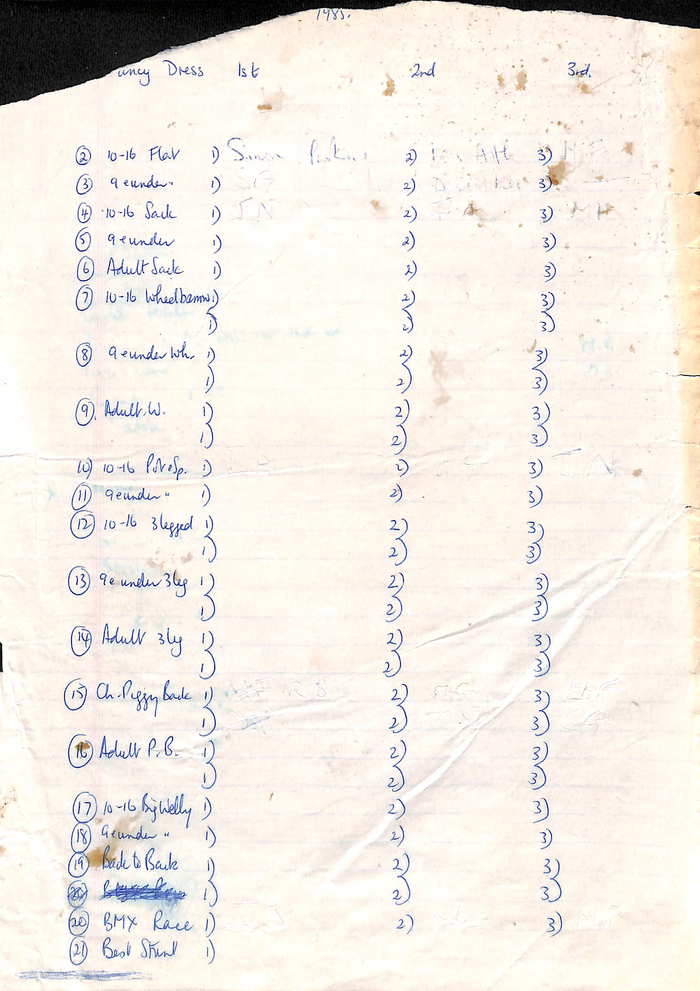 1985.
ancy Dress 1st 2nd 3rd.
② 10-16 Flat 1) Simon 2) 3)
③ 9 & under " 1) 2) 3)
④ 10-16 Sack 1) J.N 2) 3)
⑤ 9 & under 1) 2) 3)
⑥ Adult Sack 1) 2) 3)
⑦ 10-16 Wheelbarrow 1) 2) 3)
1) 2) 3)
⑧ 9 & under Wh. 1) 2) 3)
1) 2) 3)
⑨. Adult. W. 1) 2) 3)
1) 2) 3)
10) 10-16 Pot & Sp. 1) 2) 3)
⑪ 9 & under " 1) 2) 3)
⑫ 10-16 3 legged 1) 2) 3)
1) 2) 3)
⑬ 9 & under 3 leg 1) 2) 3)
1) 2) 3)
⑭ Adult 3 leg 1) 2) 3)
1) 2) 3)
⑮ Ch. Piggy Back 1) 2) 3)
1) 2) 3)
⑯ Adult P.B. 1) 2) 3)
1) 2) 3)
⑰ 10-16 Big Welly 1) 2) 3)
⑱ 9 & under " 1) 2) 3)
⑲ Back to Back 1) 2) 3)
⑳ 1) 2) 3)
⑳ BMX Race 1) 2) 3)
㉑ Best Stunt 1)